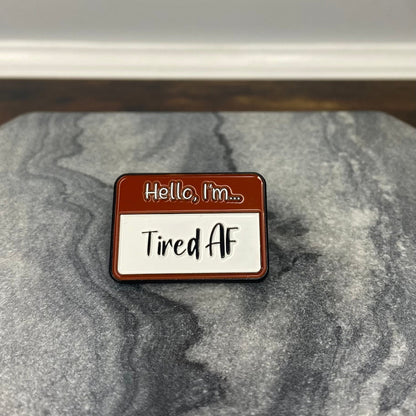 Hello, I'm...
Tired AF